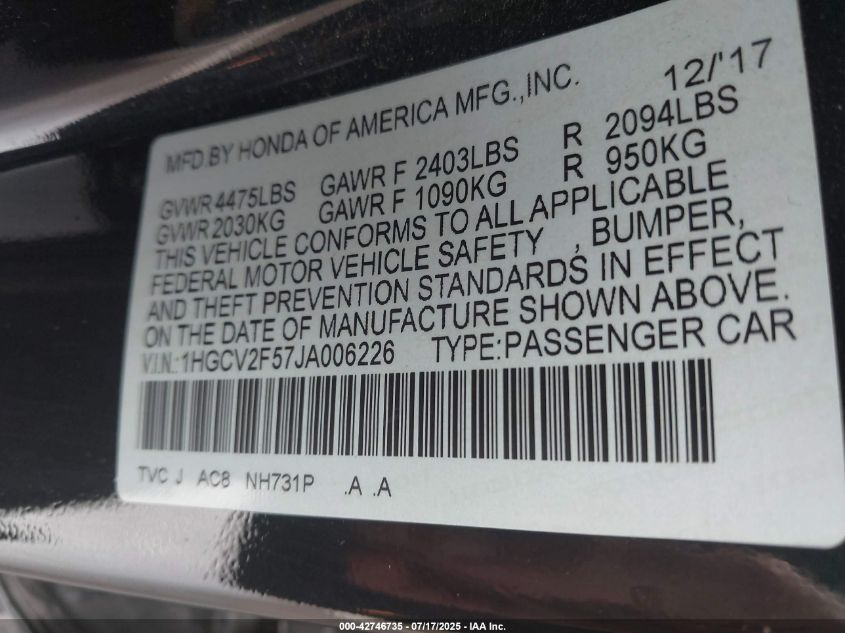 MFD.BY HONDA OF AMERICA MFG.,INC. 12/'17
GVWR 4475LBS GAWR F 2403LBS R 2094LBS
GVWR 2030KG GAWR F 1090KG R 950KG
THIS VEHICLE CONFORMS TO ALL APPLICABLE
FEDERAL MOTOR VEHICLE SAFETY , BUMPER,
AND THEFT PREVENTION STANDARDS IN EFFECT
ON THE DATE OF MANUFACTURE SHOWN ABOVE.
V.I.N.:1HGCV2F57JA006226 TYPE:PASSENGER CAR
TVC J AC8 NH731P .A .A
000-42746735 - 07/17/2025 - IAA Inc.